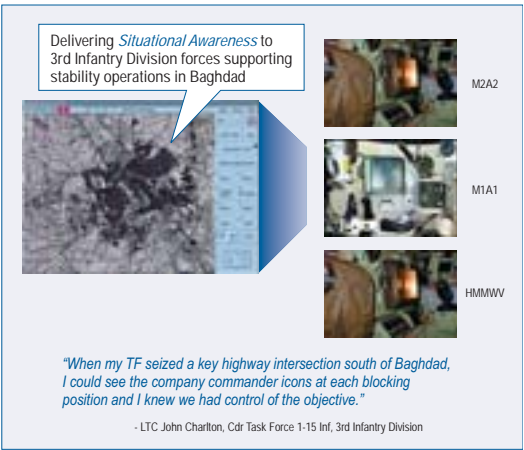 Delivering Situational Awareness to
3rd Infantry Division forces supporting
stability operations in Baghdad
M2A2
M1A1
HMMWV
“When my TF seized a key highway intersection south of Baghdad,
I could see the company commander icons at each blocking
position and I knew we had control of the objective.”
- LTC John Charlton, Cdr Task Force 1-15 Inf, 3rd Infantry Division